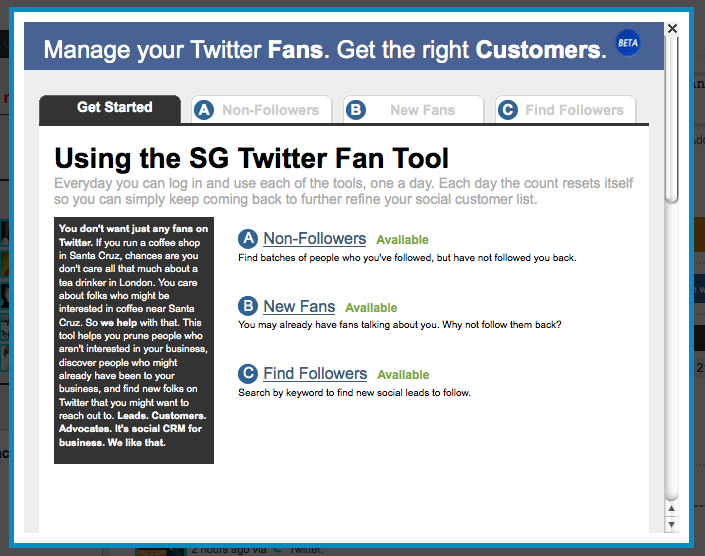 Manage your Twitter Fans. Get the right Customers. BETA
Get Started
A Non-Followers
B New Fans
C Find Followers
Using the SG Twitter Fan Tool
Everyday you can log in and use each of the tools, one a day. Each day the count resets itself
so you can simply keep coming back to further refine your social customer list.
You don't want just any fans on
Twitter. If you run a coffee shop
in Santa Cruz, chances are you
don't care all that much about a
tea drinker in London. You care
about folks who might be
interested in coffee near Santa
Cruz. So we help with that. This
tool helps you prune people who
aren't interested in your business,
discover people who might
already have been to your
business, and find new folks on
Twitter that you might want to
reach out to. Leads. Customers.
Advocates. It's social CRM for
business. We like that.
A Non-Followers Available
Find batches of people who you've followed, but have not followed you back.
B New Fans Available
You may already have fans talking about you. Why not follow them back?
C Find Followers Available
Search by keyword to find new social leads to follow.
2 hours ago via Twitter.